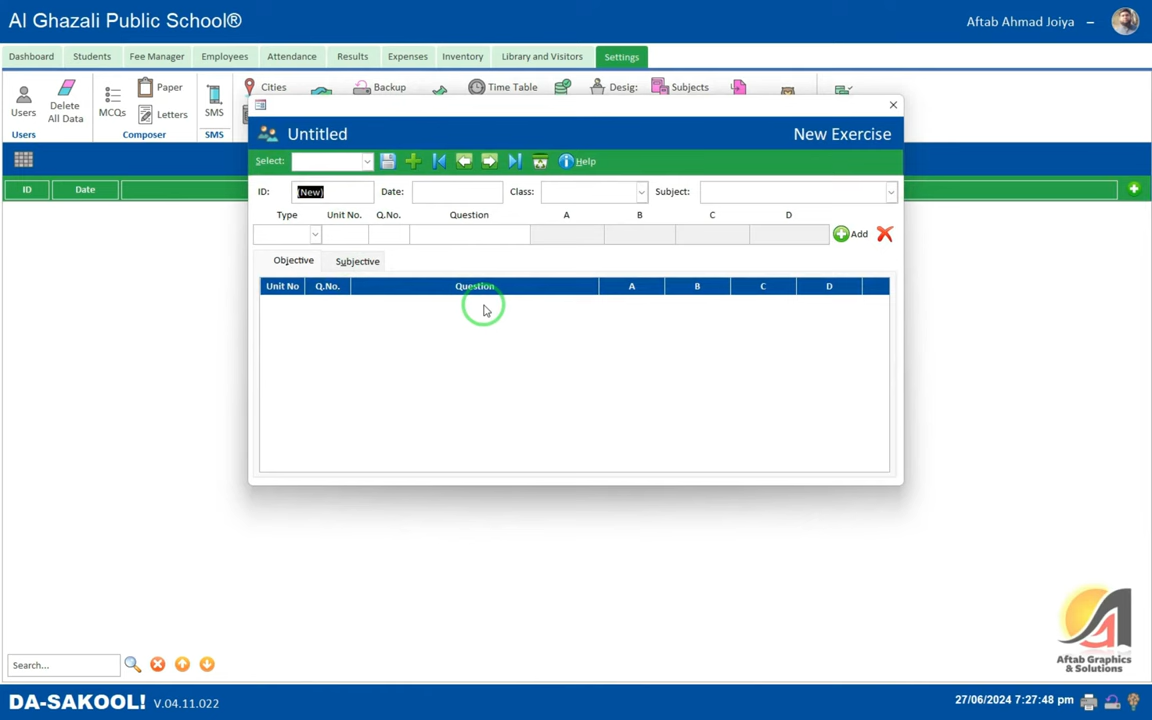 Al Ghazali Public School®
Aftab Ahmad Joiya –
Dashboard Students Fee Manager Employees Attendance Results Expenses Inventory Library and Visitors Settings
Users
Delete
All Data
MCQs
Paper
Letters
SMS
Cities
Backup
Time Table
Desig:
Subjects
Users
Composer
SMS
ID Date
Untitled
New Exercise
Select:
Help
ID: (New) Date: Class: Subject:
Type Unit No. Q.No. Question A B C D
Add
Objective Subjective
Unit No Q.No. Question A B C D
Search...
Aftab Graphics
& Solutions
DA-SAKOOL! V.04.11.022
27/06/2024 7:27:48 pm